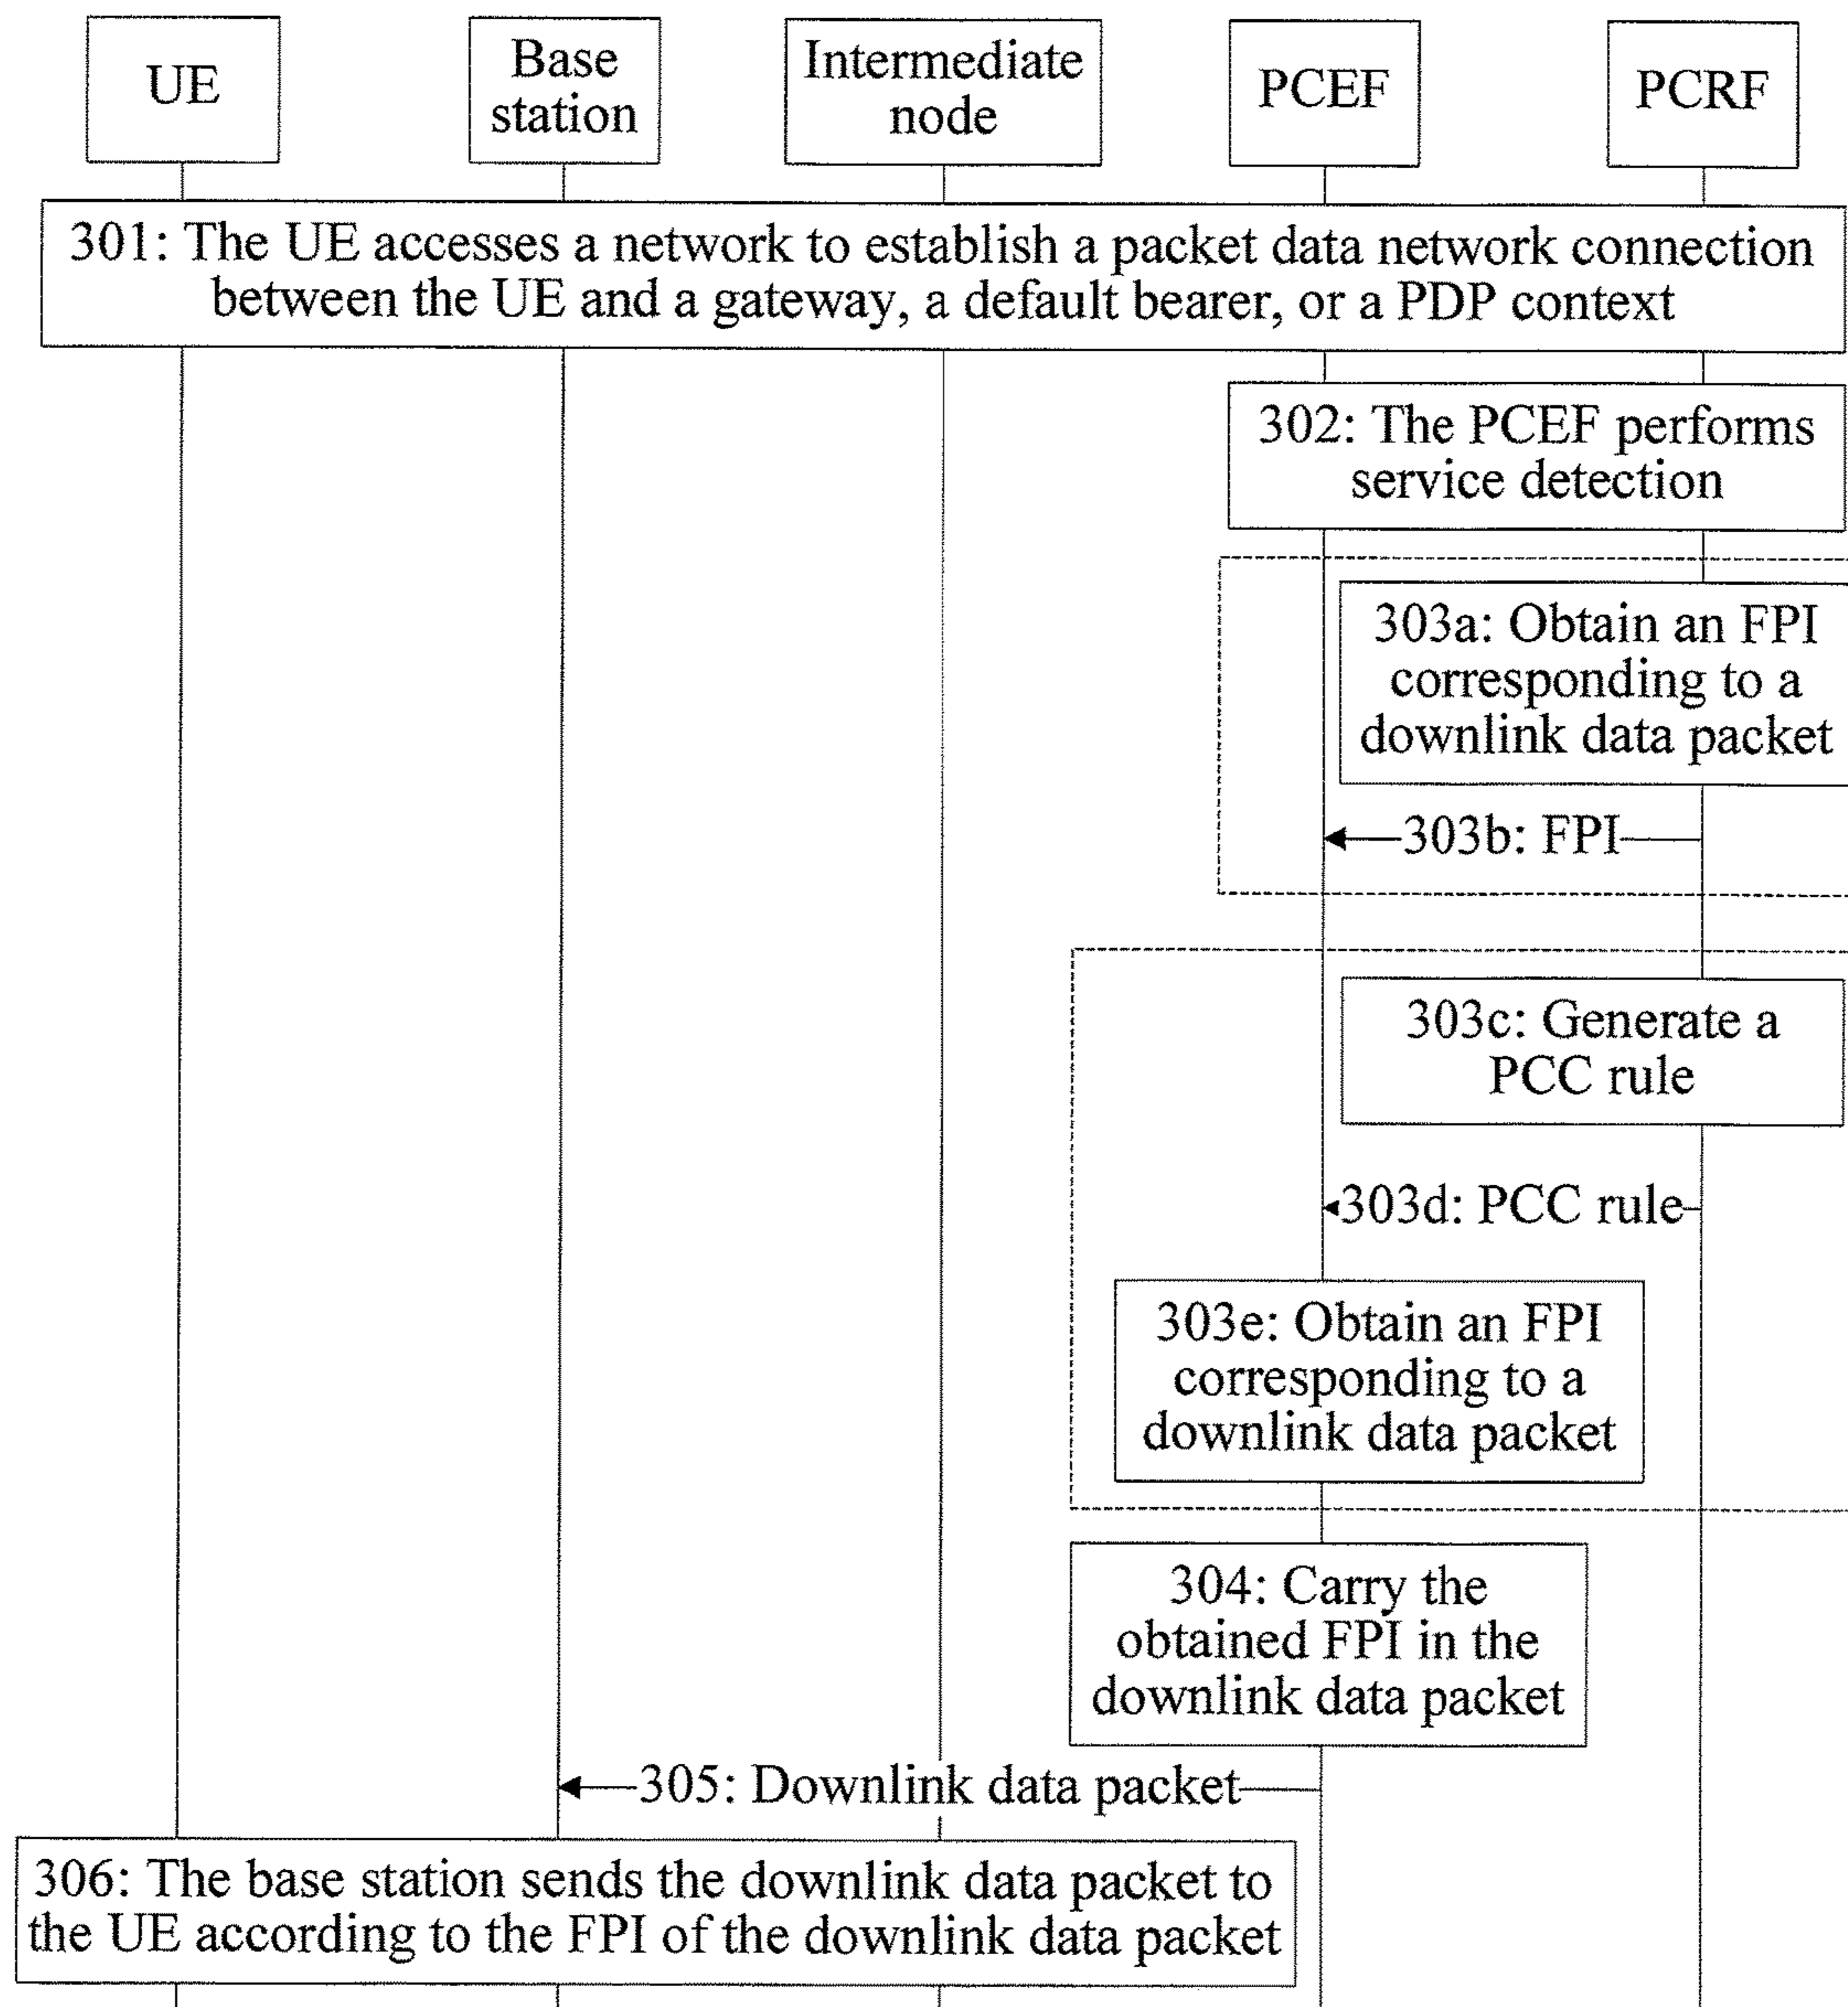 UE
Base
station
Intermediate
node
PCEF
PCRF
301: The UE accesses a network to establish a packet data network connection
between the UE and a gateway, a default bearer, or a PDP context
302: The PCEF performs
service detection
303a: Obtain an FPI
corresponding to a
downlink data packet
303b: FPI
303c: Generate a
PCC rule
303d: PCC rule
303e: Obtain an FPI
corresponding to a
downlink data packet
304: Carry the
obtained FPI in the
downlink data packet
305: Downlink data packet
306: The base station sends the downlink data packet to
the UE according to the FPI of the downlink data packet